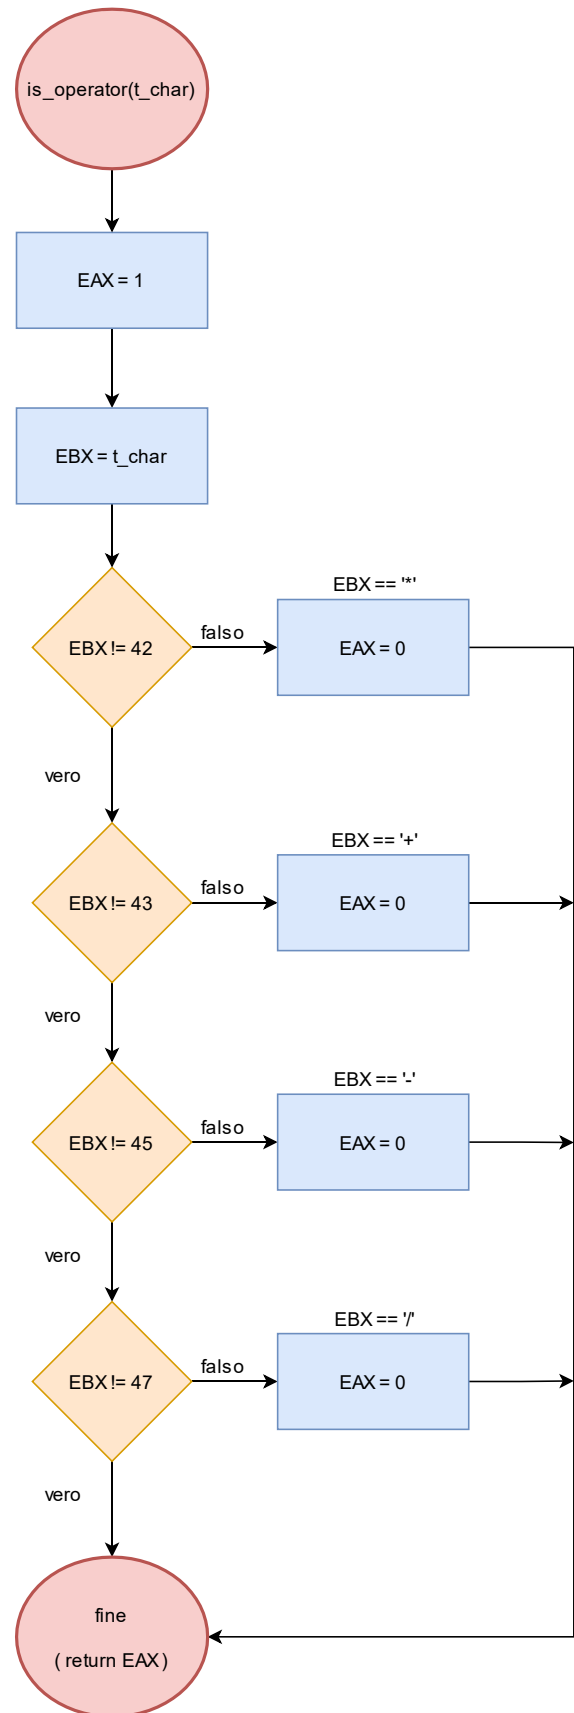 is_operator(t_char)
EAX = 1
EBX = t_char
EBX == '*'
EBX != 42
falso
EAX = 0
vero
EBX == '+'
EBX != 43
falso
EAX = 0
vero
EBX == '-'
EBX != 45
falso
EAX = 0
vero
EBX == '/'
EBX != 47
falso
EAX = 0
vero
fine
( return EAX )